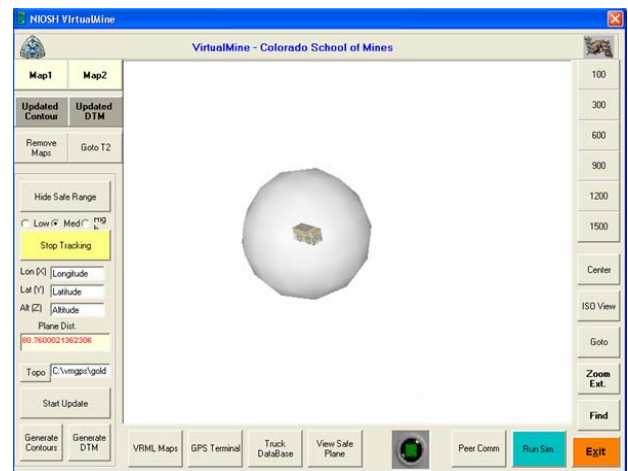 NIOSH VIrtualMine
VirtualMine - Colorado School of Mines
Map1 Map2
Updated Contour Updated DTM
Remove Maps Goto T2
Hide Safe Range
Low Med Hig h
Stop Tracking
Lon (X) Longitude
Lat (Y) Latitude
Alt (Z) Altitude
Plane Dist.
80.7600021362306
Topo C:\vmgps\gold
Start Update
Generate Contours Generate DTM
VRML Maps GPS Terminal Truck DataBase View Safe Plane Peer Comm Run Sim.
100
300
600
900
1200
1500
Center
ISO View
Goto
Zoom Ext.
Find
Exit